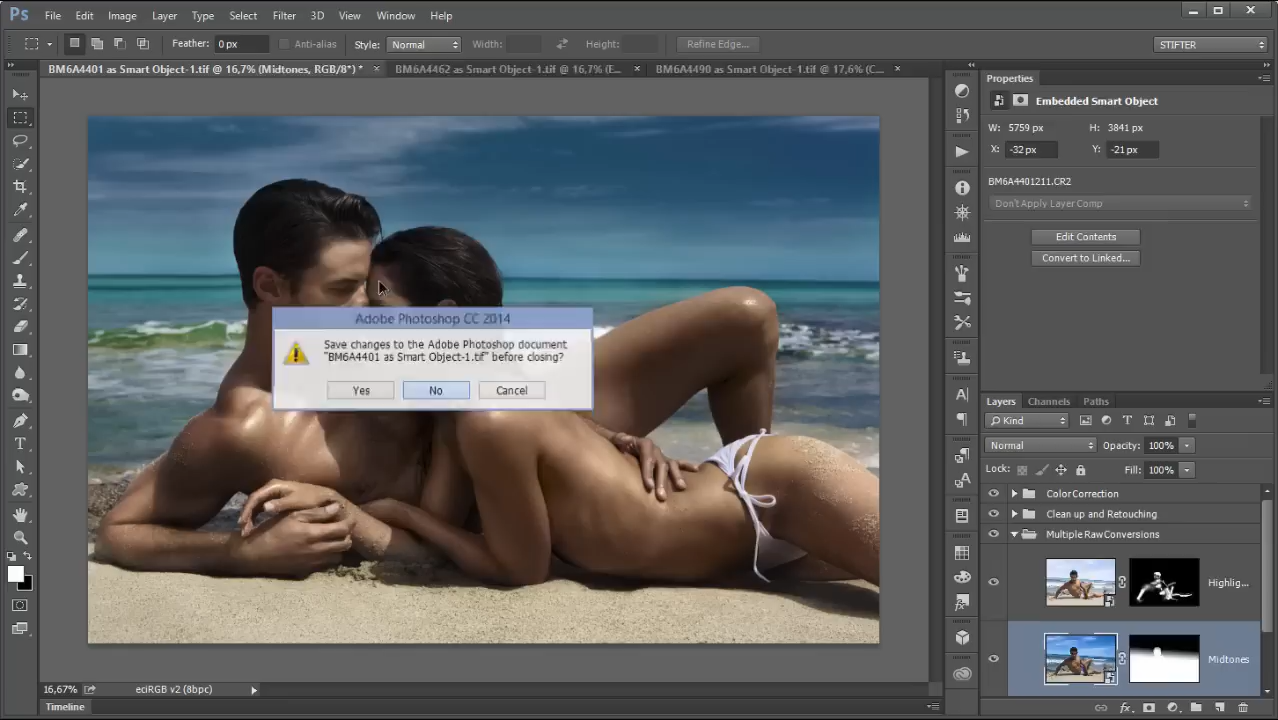 Ps File Edit Image Layer Type Select Filter 3D View Window Help
Feather: 0 px Anti-alias Style: Normal Width: Height: Refine Edge... STIFTER
BM6A4401 as Smart Object-1.tif @ 16,7% (Midtones, RGB/8*) * × BM6A4462 as Smart Object-1.tif @ 16,7% (E... × BM6A4490 as Smart Object-1.tif @ 17,6% (C... ×
Properties
Embedded Smart Object
W: 5759 px H: 3841 px
X: -32 px Y: -21 px
BM6A4401211.CR2
Don't Apply Layer Comp
Edit Contents
Convert to Linked...
Adobe Photoshop CC 2014
Save changes to the Adobe Photoshop document
"BM6A4401 as Smart Object-1.tif" before closing?
Yes No Cancel
Layers Channels Paths
Kind
Normal Opacity: 100%
Lock: Fill: 100%
Color Correction
Clean up and Retouching
Multiple Raw Conversions
Highlig...
Midtones
16,67% eciRGB v2 (8bpc)
Timeline